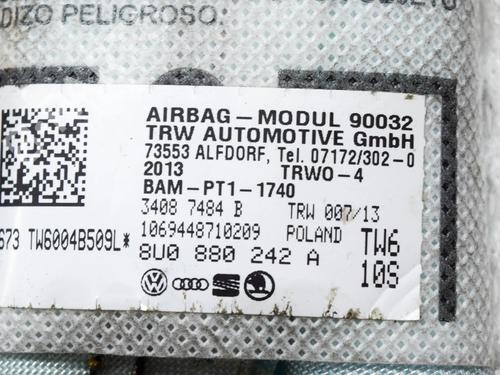 DIZO PELIGROSO.
AIRBAG-MODUL 90032
TRW AUTOMOTIVE GmbH
73553 ALFDORF, Tel. 07172/302-0
2013 TRWO-4
BAM-PT1-1740
3408 7484 B TRW 007/13
1069448710209 POLAND TW6
673 TW6004B509L* 8U0 880 242 A 10S